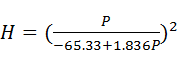 H = (P / (-65.33+1.836P))^2